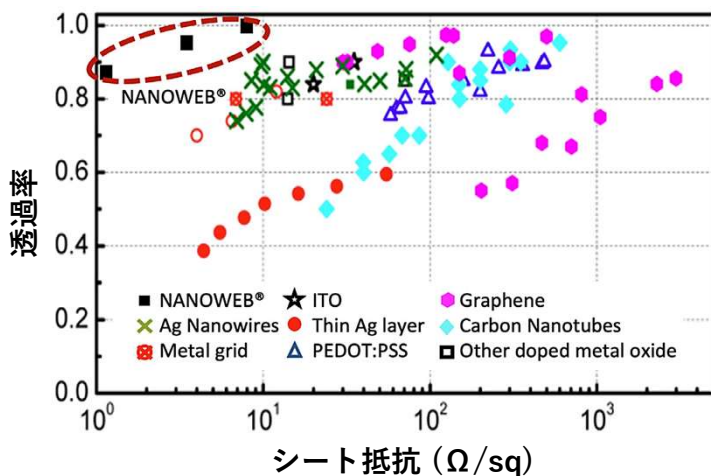 1.0
0.8
0.6
0.4
0.2
0.0
透過率
NANOWEB®
NANOWEB® ITO Graphene
Ag Nanowires Thin Ag layer Carbon Nanotubes
Metal grid PEDOT:PSS Other doped metal oxide
10⁰ 10¹ 10² 10³
シート抵抗 (Ω/sq)